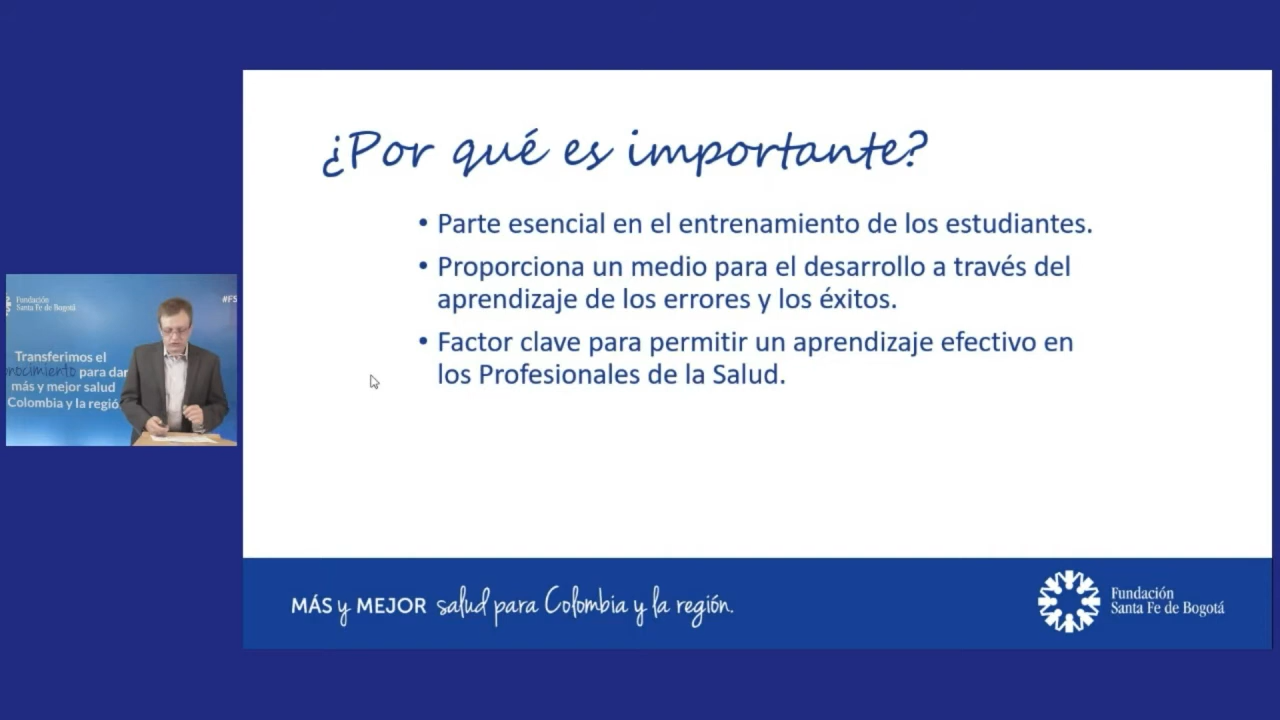 ¿Por qué es importante?
• Parte esencial en el entrenamiento de los estudiantes.
• Proporciona un medio para el desarrollo a través del
aprendizaje de los errores y los éxitos.
• Factor clave para permitir un aprendizaje efectivo en
los Profesionales de la Salud.
Fundación
Santa Fe de Bogotá
Transferimos el
para dar
más y mejor salud
Colombia y la
MÁS y MEJOR salud para Colombia y la región.
Fundación
Santa Fe de Bogotá